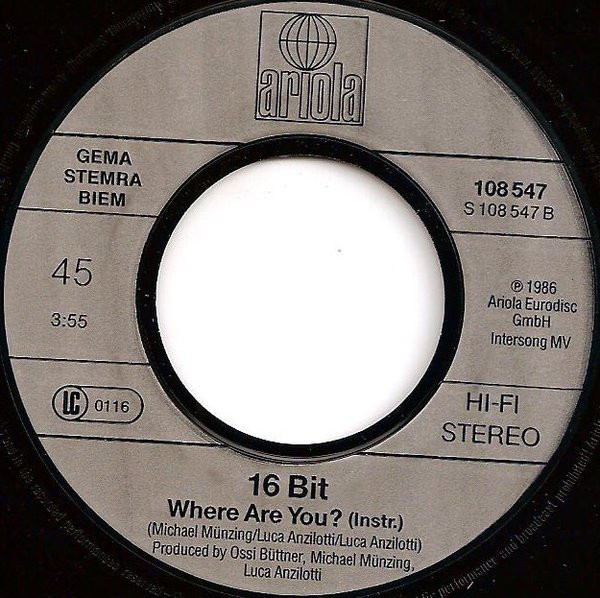 ariola
GEMA
STEMRA
BIEM
108 547
S 108 547 B
45
3:55
℗ 1986
Ariola Eurodisc
GmbH
Intersong MV
LC 0116
HI-FI
STEREO
16 Bit
Where Are You? (Instr.)
(Michael Münzing/Luca Anzilotti/Luca Anzilotti)
Produced by Ossi Büttner, Michael Münzing,
Luca Anzilotti